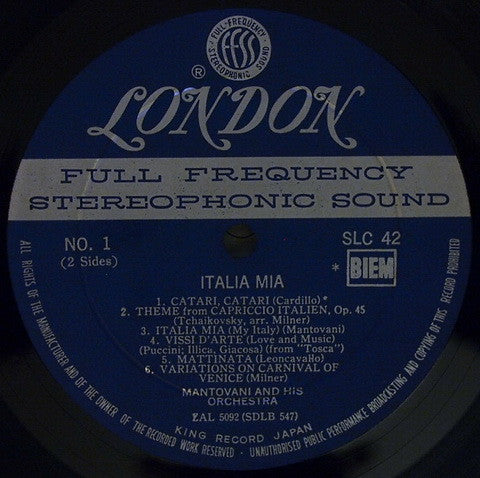 FULL-FREQUENCY
ffss
STEREOPHONIC SOUND
®
LONDON
FULL FREQUENCY
STEREOPHONIC SOUND
NO. 1
(2 Sides)
SLC 42
* BIEM
ITALIA MIA
1. CATARI, CATARI (Cardillo)*
2. THEME from CAPRICCIO ITALIEN, Op. 45
(Tchaikovsky, arr. Milner)
3. ITALIA MIA (My Italy) (Mantovani)
4. VISSI D'ARTE (Love and Music)
(Puccini; Illica, Giacosa) (from "Tosca")
5. MATTINATA (Leoncavallo)
6. VARIATIONS ON CARNIVAL OF
VENICE (Milner)
MANTOVANI AND HIS
ORCHESTRA
ZAL 5092 (SDLB 547)
KING RECORD JAPAN
ALL RIGHTS OF THE MANUFACTURER AND OF THE OWNER OF THE RECORDED WORK RESERVED · UNAUTHORISED PUBLIC PERFORMANCE BROADCASTING AND COPYING OF THIS RECORD PROHIBITED